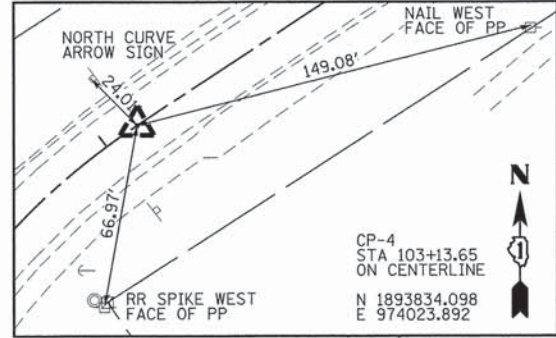 NAIL WEST
FACE OF PP
NORTH CURVE
ARROW SIGN
149.08'
24.01'
66.97'
N
1
CP-4
STA 103+13.65
ON CENTERLINE
N 1893834.098
E 974023.892
RR SPIKE WEST
FACE OF PP